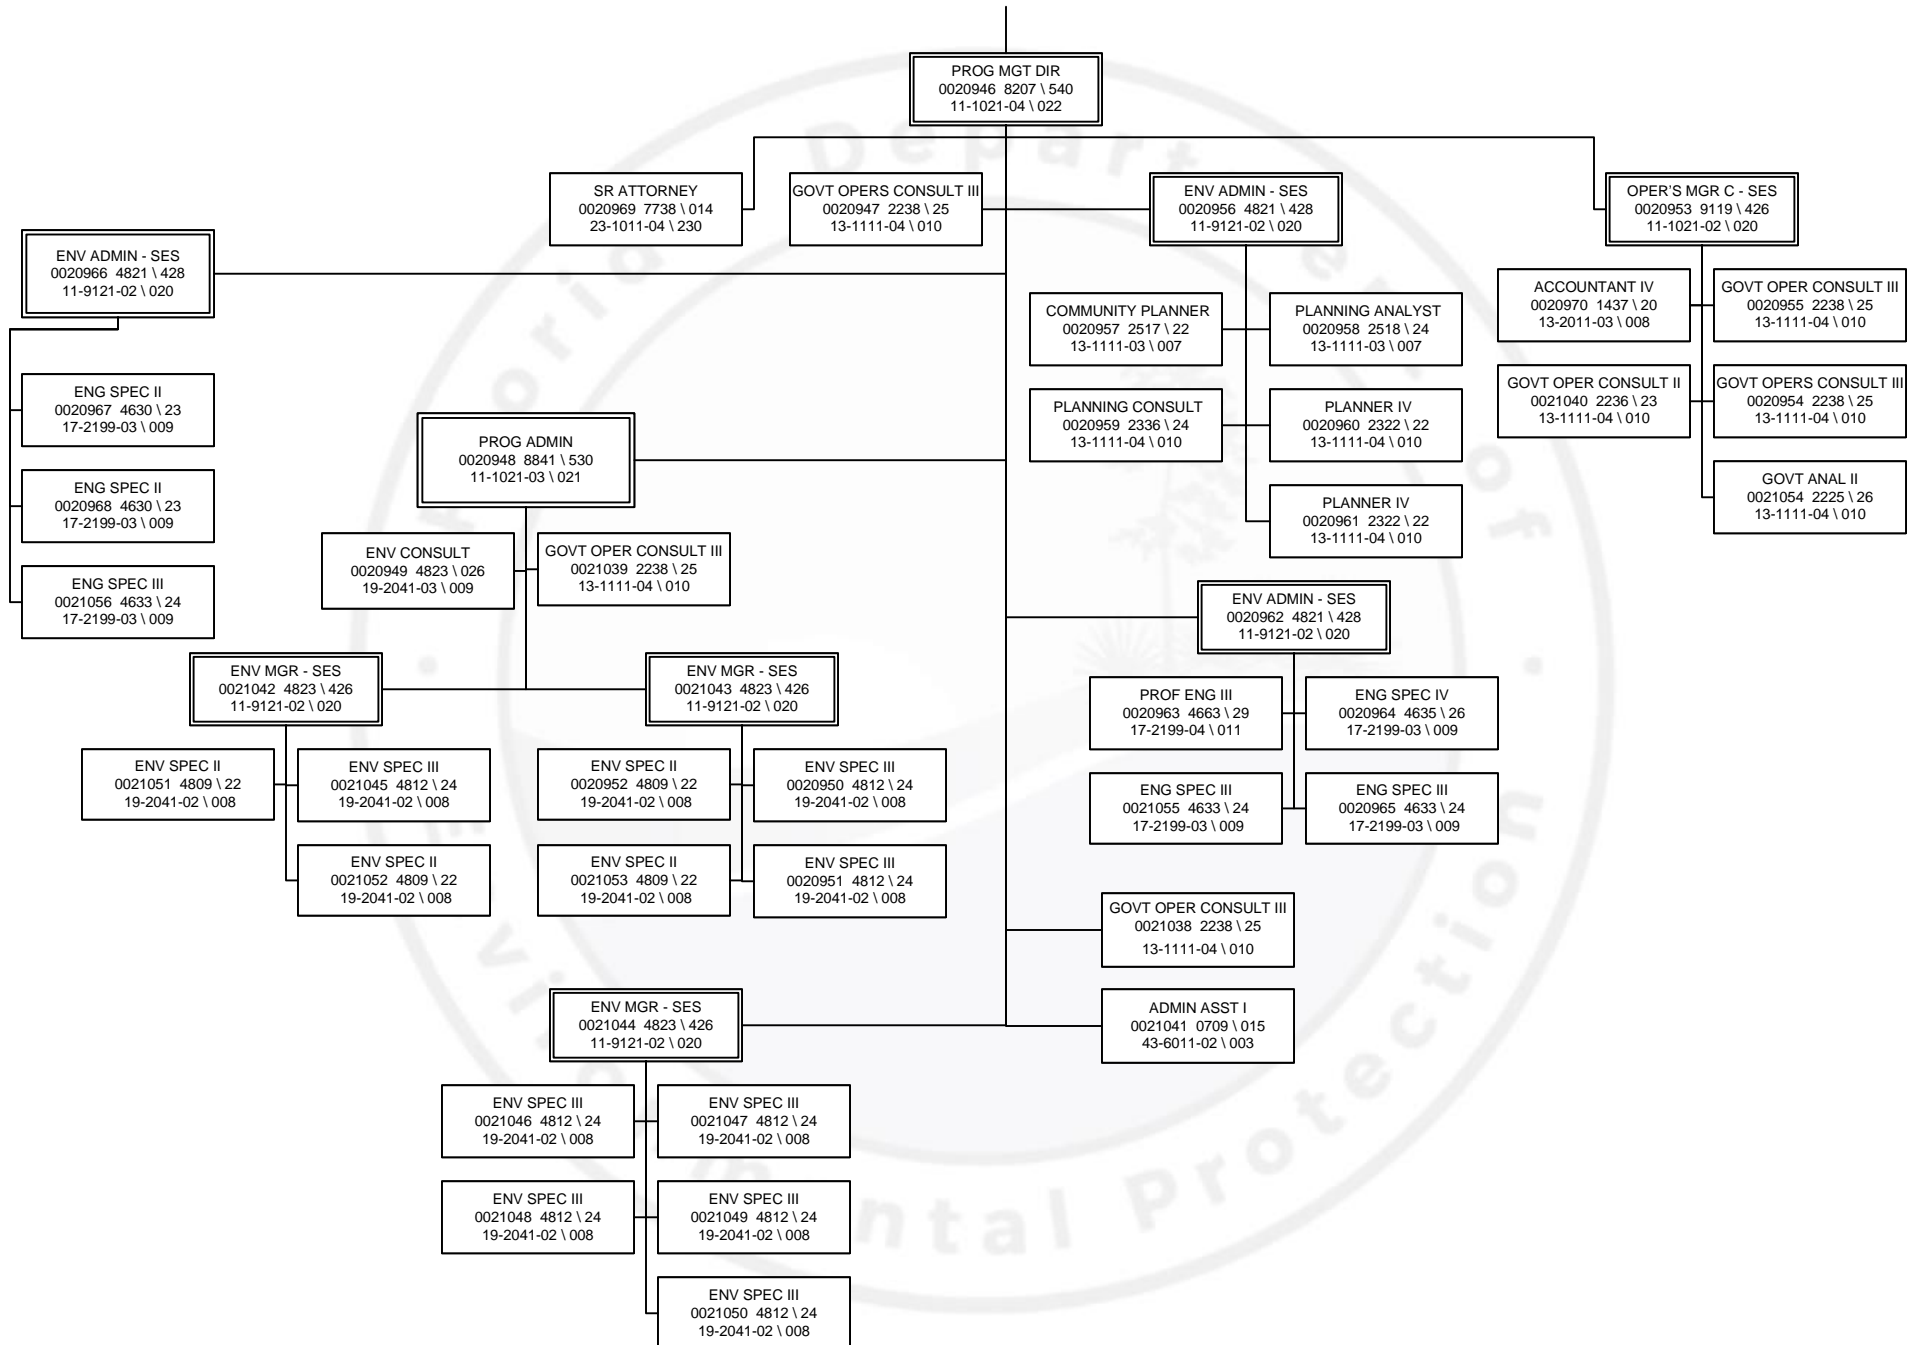 PROG MGT DIR
0020946 8207 \ 540
11-1021-04 \ 022
SR ATTORNEY
0020969 7738 \ 014
23-1011-04 \ 230
GOVT OPERS CONSULT III
0020947 2238 \ 25
13-1111-04 \ 010
ENV ADMIN - SES
0020956 4821 \ 428
11-9121-02 \ 020
OPER'S MGR C - SES
0020953 9119 \ 426
11-1021-02 \ 020
ENV ADMIN - SES
0020966 4821 \ 428
11-9121-02 \ 020
ENG SPEC II
0020967 4630 \ 23
17-2199-03 \ 009
ENG SPEC II
0020968 4630 \ 23
17-2199-03 \ 009
ENG SPEC III
0021056 4633 \ 24
17-2199-03 \ 009
COMMUNITY PLANNER
0020957 2517 \ 22
13-1111-03 \ 007
PLANNING ANALYST
0020958 2518 \ 24
13-1111-03 \ 007
PLANNING CONSULT
0020959 2336 \ 24
13-1111-04 \ 010
PLANNER IV
0020960 2322 \ 22
13-1111-04 \ 010
PLANNER IV
0020961 2322 \ 22
13-1111-04 \ 010
ACCOUNTANT IV
0020970 1437 \ 20
13-2011-03 \ 008
GOVT OPER CONSULT III
0020955 2238 \ 25
13-1111-04 \ 010
GOVT OPER CONSULT II
0021040 2236 \ 23
13-1111-04 \ 010
GOVT OPERS CONSULT III
0020954 2238 \ 25
13-1111-04 \ 010
GOVT ANAL II
0021054 2225 \ 26
13-1111-04 \ 010
PROG ADMIN
0020948 8841 \ 530
11-1021-03 \ 021
ENV CONSULT
0020949 4823 \ 026
19-2041-03 \ 009
GOVT OPER CONSULT III
0021039 2238 \ 25
13-1111-04 \ 010
ENV MGR - SES
0021042 4823 \ 426
11-9121-02 \ 020
ENV MGR - SES
0021043 4823 \ 426
11-9121-02 \ 020
ENV SPEC II
0021051 4809 \ 22
19-2041-02 \ 008
ENV SPEC III
0021045 4812 \ 24
19-2041-02 \ 008
ENV SPEC II
0021052 4809 \ 22
19-2041-02 \ 008
ENV SPEC II
0020952 4809 \ 22
19-2041-02 \ 008
ENV SPEC III
0020950 4812 \ 24
19-2041-02 \ 008
ENV SPEC II
0021053 4809 \ 22
19-2041-02 \ 008
ENV SPEC III
0020951 4812 \ 24
19-2041-02 \ 008
ENV ADMIN - SES
0020962 4821 \ 428
11-9121-02 \ 020
PROF ENG III
0020963 4663 \ 29
17-2199-04 \ 011
ENG SPEC IV
0020964 4635 \ 26
17-2199-03 \ 009
ENG SPEC III
0021055 4633 \ 24
17-2199-03 \ 009
ENG SPEC III
0020965 4633 \ 24
17-2199-03 \ 009
GOVT OPER CONSULT III
0021038 2238 \ 25
13-1111-04 \ 010
ADMIN ASST I
0021041 0709 \ 015
43-6011-02 \ 003
ENV MGR - SES
0021044 4823 \ 426
11-9121-02 \ 020
ENV SPEC III
0021046 4812 \ 24
19-2041-02 \ 008
ENV SPEC III
0021047 4812 \ 24
19-2041-02 \ 008
ENV SPEC III
0021048 4812 \ 24
19-2041-02 \ 008
ENV SPEC III
0021049 4812 \ 24
19-2041-02 \ 008
ENV SPEC III
0021050 4812 \ 24
19-2041-02 \ 008